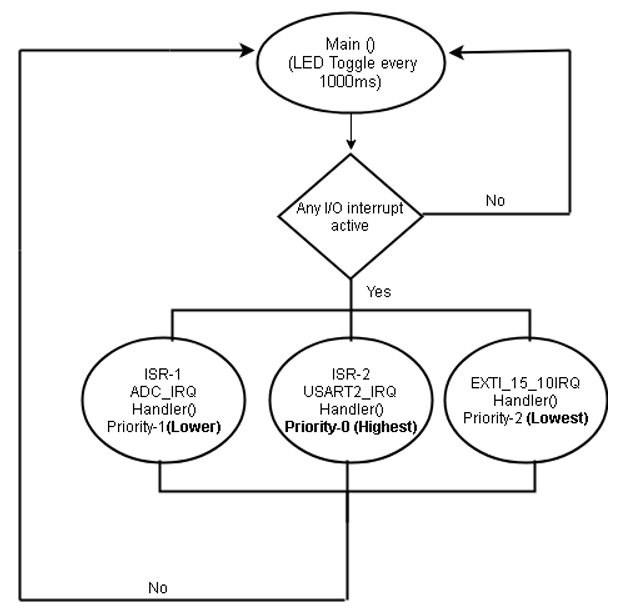 Main ()
(LED Toggle every
1000ms)
Any I/O interrupt
active
No
Yes
ISR-1
ADC_IRQ
Handler()
Priority-1(Lower)
ISR-2
USART2_IRQ
Handler()
Priority-0 (Highest)
EXTI_15_10IRQ
Handler()
Priority-2 (Lowest)
No